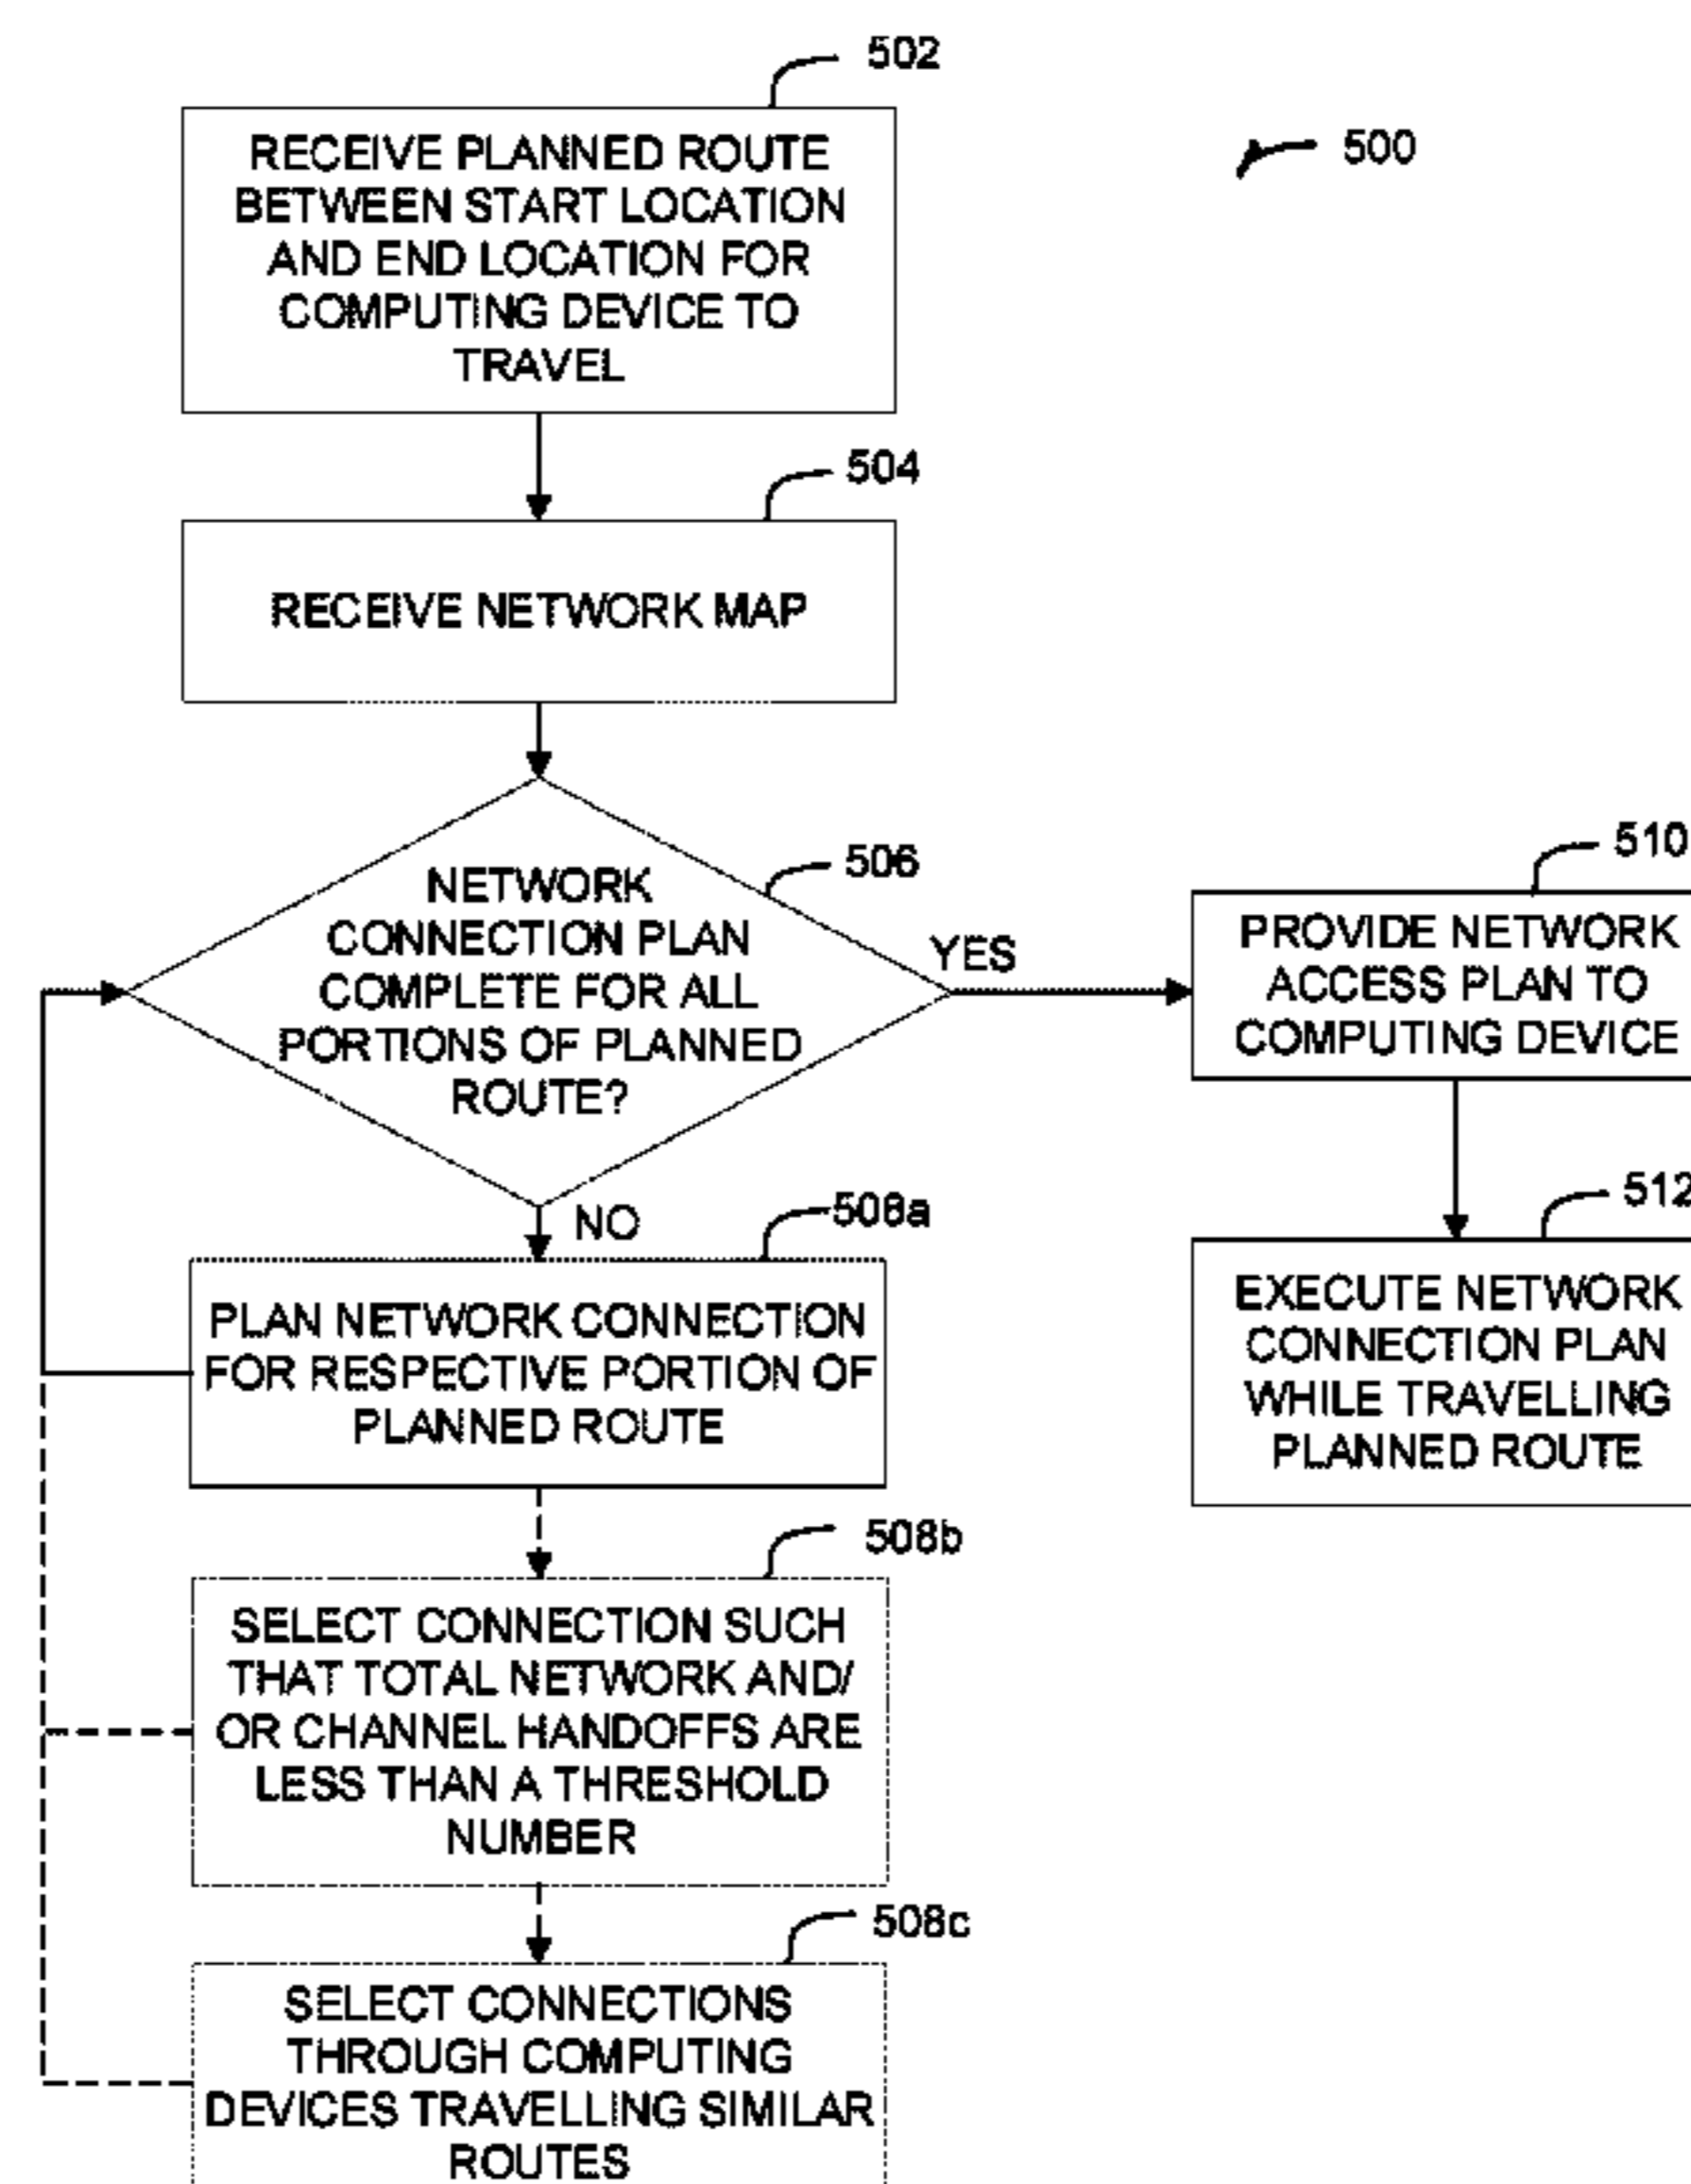 502
RECEIVE PLANNED ROUTE
BETWEEN START LOCATION
AND END LOCATION FOR
COMPUTING DEVICE TO
TRAVEL
500
504
RECEIVE NETWORK MAP
506
NETWORK
CONNECTION PLAN
COMPLETE FOR ALL
PORTIONS OF PLANNED
ROUTE?
YES
510
PROVIDE NETWORK
ACCESS PLAN TO
COMPUTING DEVICE
512
EXECUTE NETWORK
CONNECTION PLAN
WHILE TRAVELLING
PLANNED ROUTE
NO
508a
PLAN NETWORK CONNECTION
FOR RESPECTIVE PORTION OF
PLANNED ROUTE
508b
SELECT CONNECTION SUCH
THAT TOTAL NETWORK AND/
OR CHANNEL HANDOFFS ARE
LESS THAN A THRESHOLD
NUMBER
508c
SELECT CONNECTIONS
THROUGH COMPUTING
DEVICES TRAVELLING SIMILAR
ROUTES